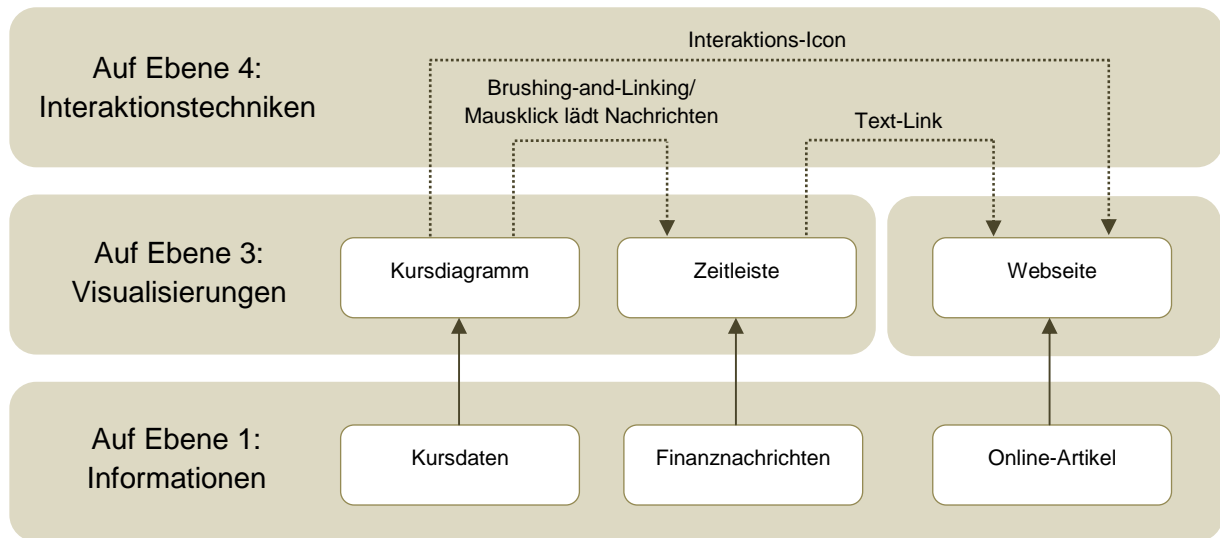 Auf Ebene 4:
Interaktionstechniken
Interaktions-Icon
Brushing-and-Linking/
Mausklick lädt Nachrichten
Text-Link
Auf Ebene 3:
Visualisierungen
Kursdiagramm
Zeitleiste
Webseite
Auf Ebene 1:
Informationen
Kursdaten
Finanznachrichten
Online-Artikel